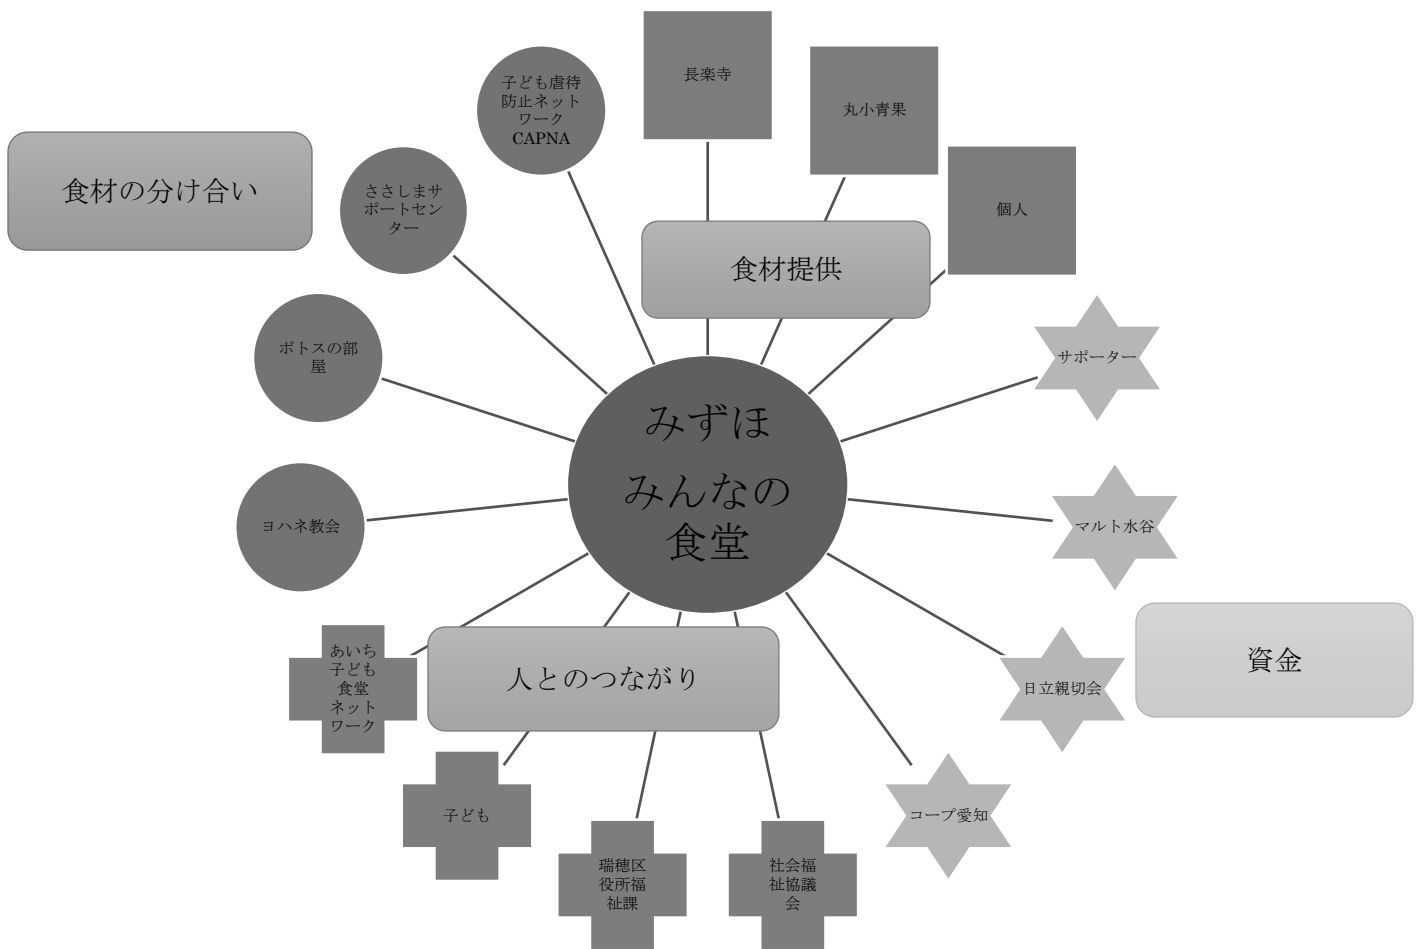 長楽寺
丸小青果
個人
子ども虐待
防止ネット
ワーク
CAPNA
ささしまサ
ポートセン
ター
食材の分け合い
食材提供
ポトスの部
屋
サポーター
みずほ
みんなの
食堂
ヨハネ教会
マルト水谷
あいち
子ども
食堂
ネット
ワーク
人とのつながり
日立親切会
資金
子ども
コープ愛知
瑞穂区
役所福
祉課
社会福
祉協議
会